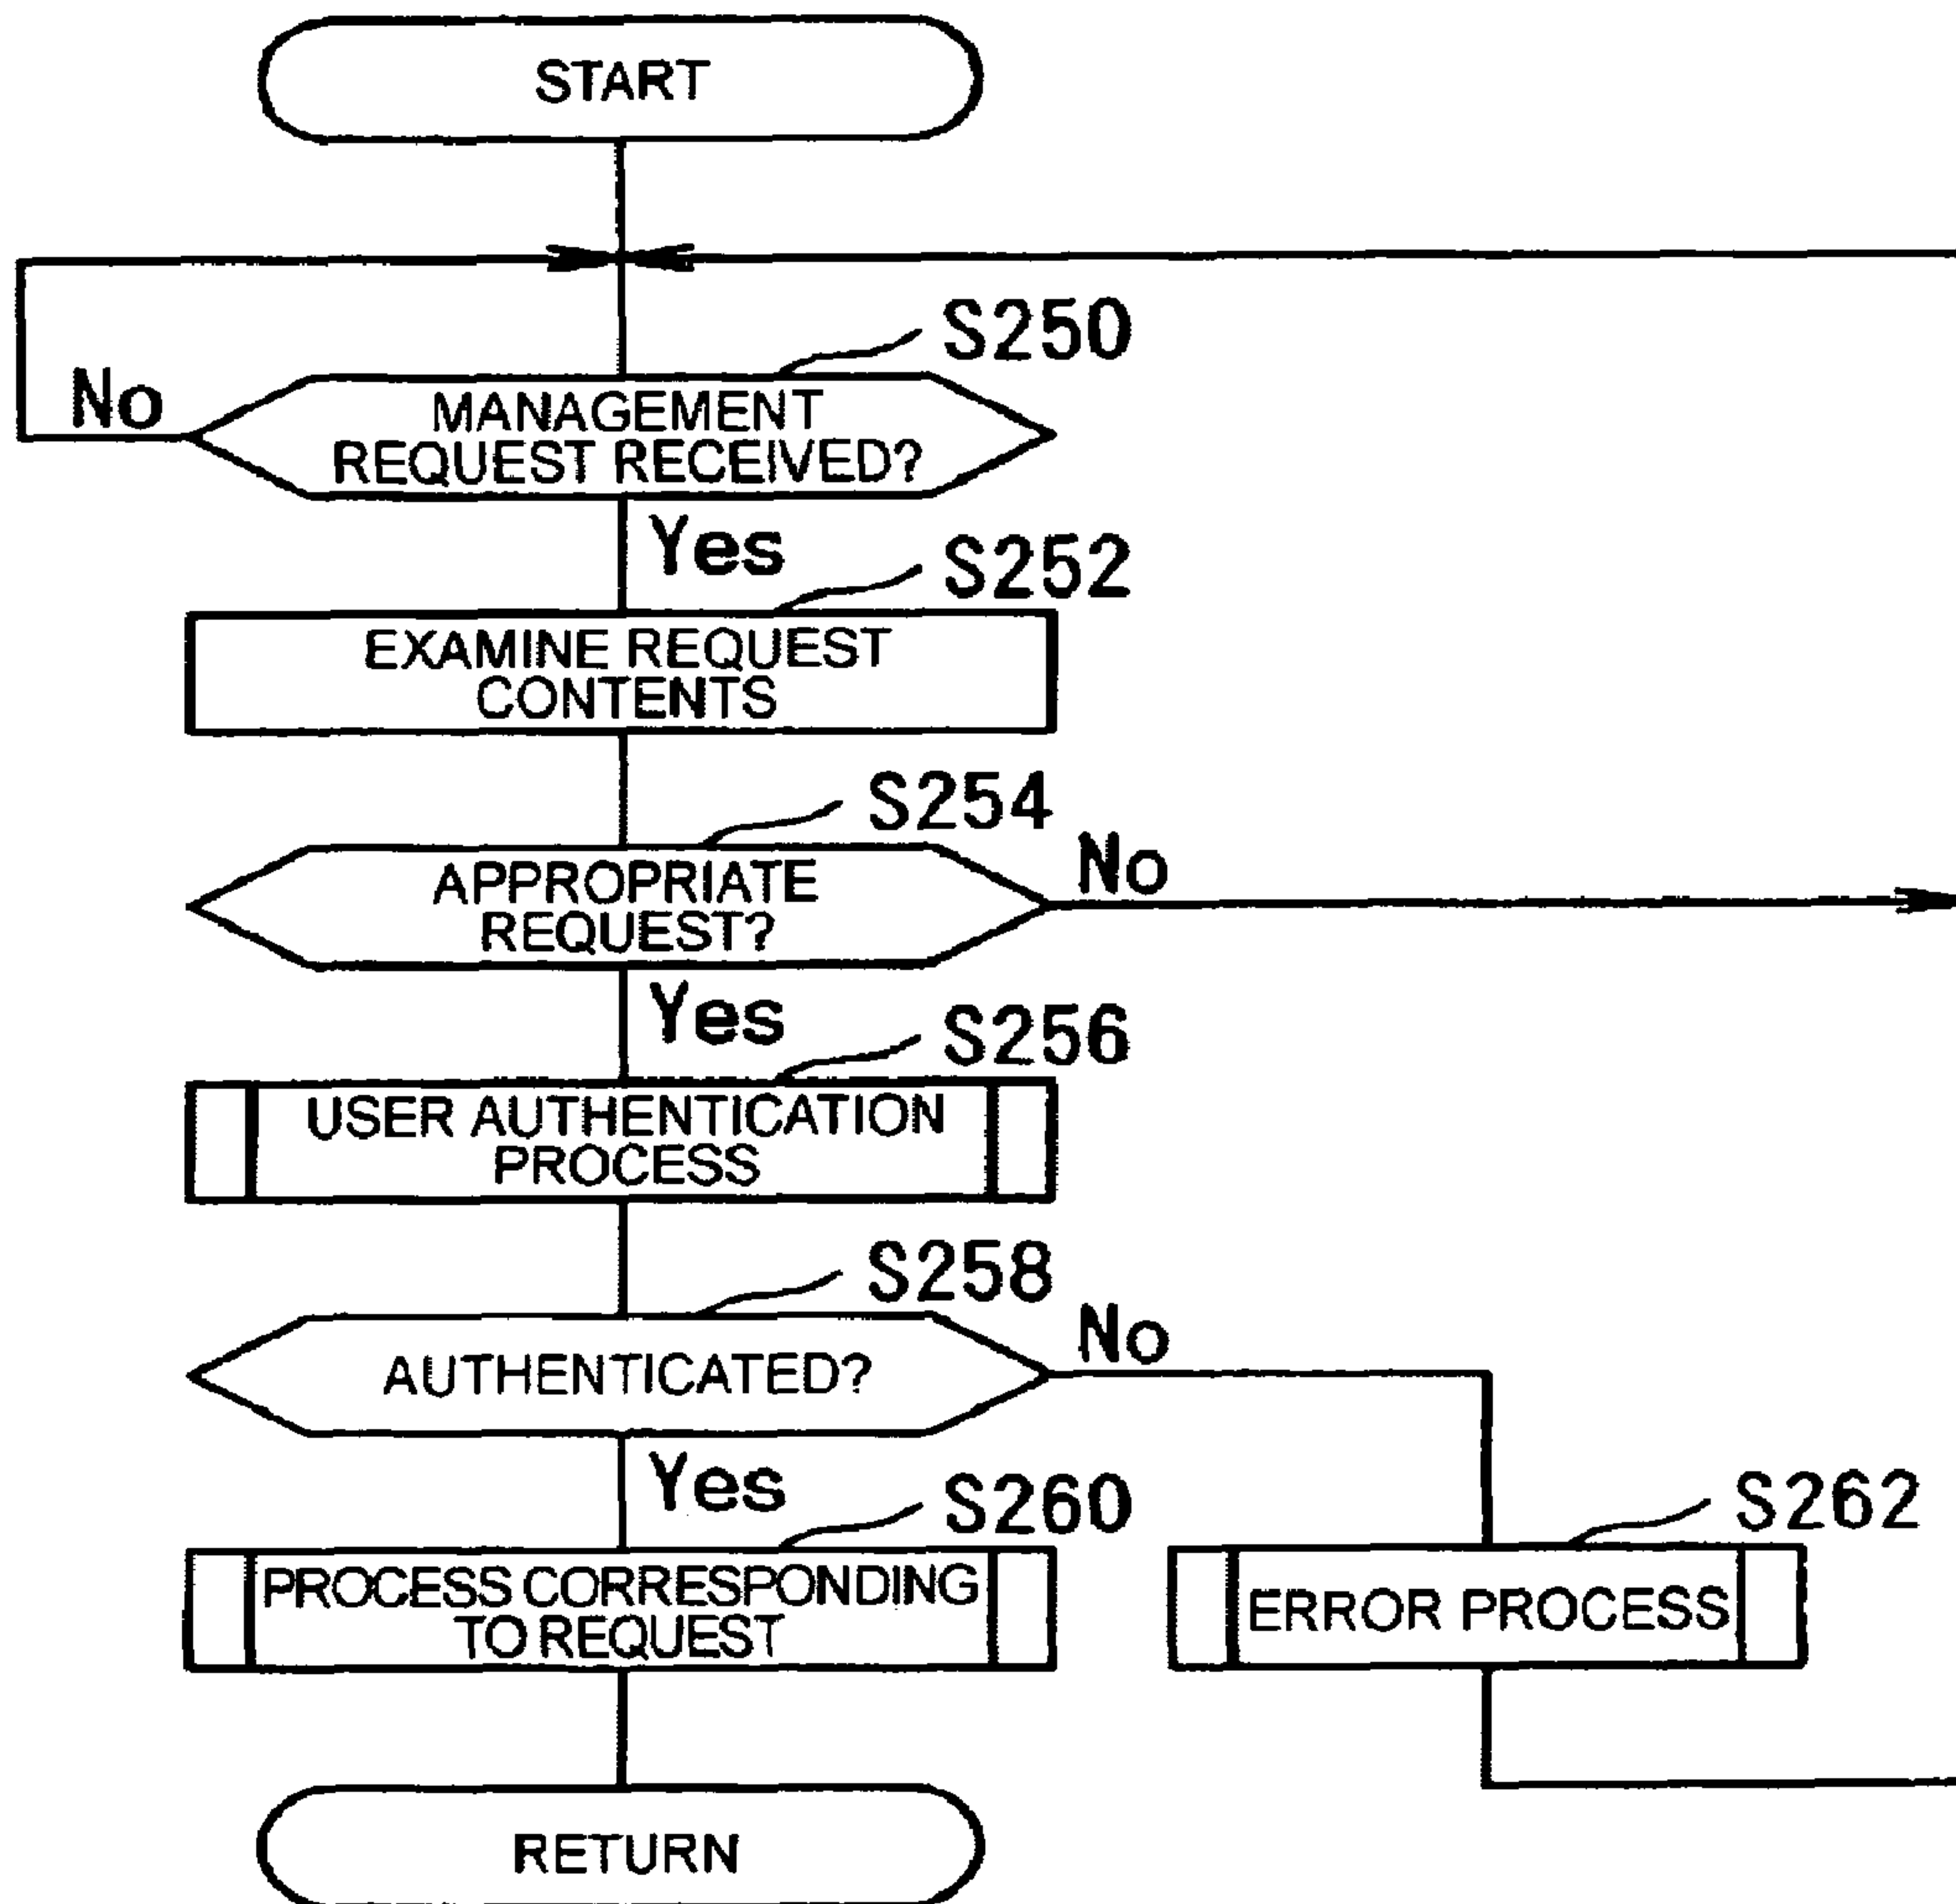 START
S250
No
MANAGEMENT
REQUEST RECEIVED?
Yes
S252
EXAMINE REQUEST
CONTENTS
S254
No
APPROPRIATE
REQUEST?
Yes
S256
USER AUTHENTICATION
PROCESS
S258
No
AUTHENTICATED?
Yes
S260
S262
PROCESS CORRESPONDING
TO REQUEST
ERROR PROCESS
RETURN